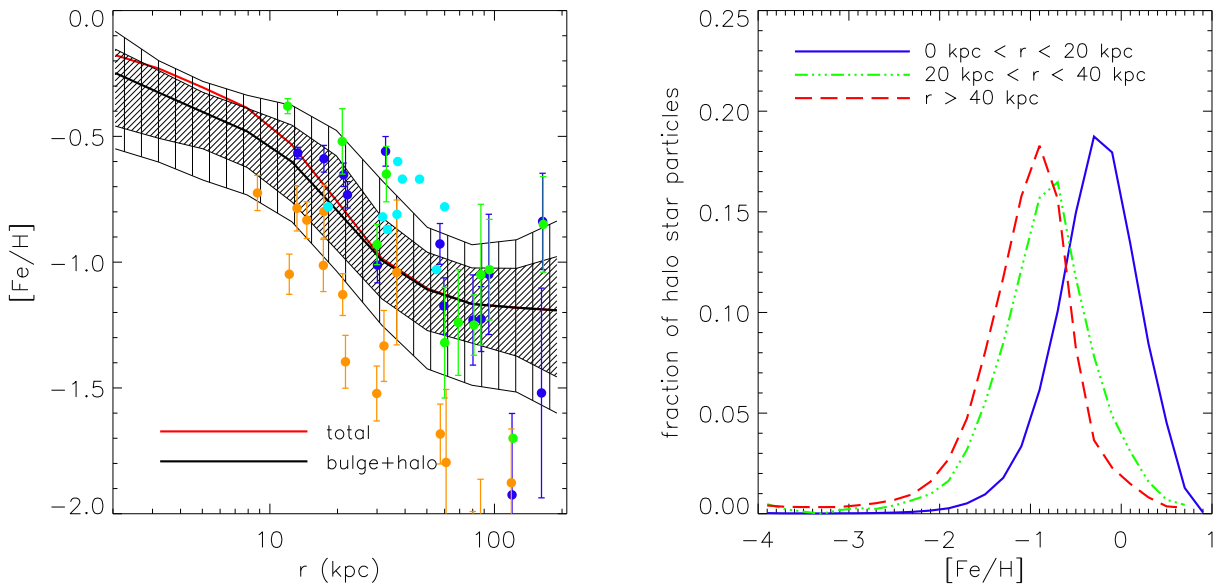 0.0
−0.5
−1.0
−1.5
−2.0
[Fe/H]
total
bulge+halo
10
100
r (kpc)
0.25
0.20
0.15
0.10
0.05
0.00
fraction of halo star particles
0 kpc < r < 20 kpc
20 kpc < r < 40 kpc
r > 40 kpc
−4
−3
−2
−1
0
1
[Fe/H]